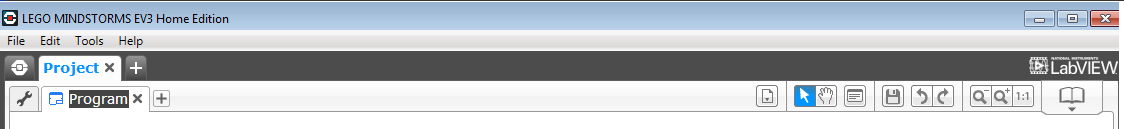 LEGO MINDSTORMS EV3 Home Edition
File Edit Tools Help
Project
NATIONAL INSTRUMENTS
LabVIEW
Program
1:1